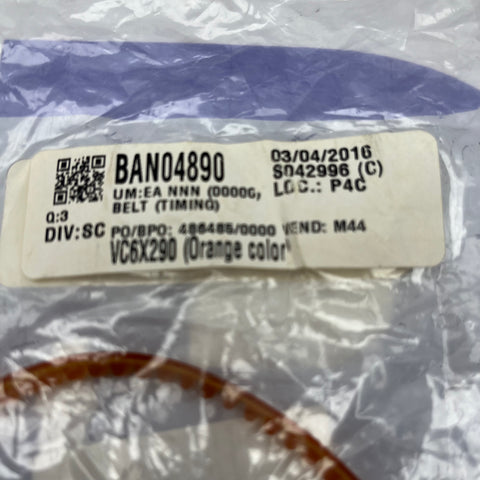 BAN04890 03/04/2016
UM:EA NNN (00000, S042996 (C)
BELT (TIMING) LOC.: P4C
Q:3
DIV:SC PO/BPO: 486485/0000 VEND: M44
VC6X290 (Orange color